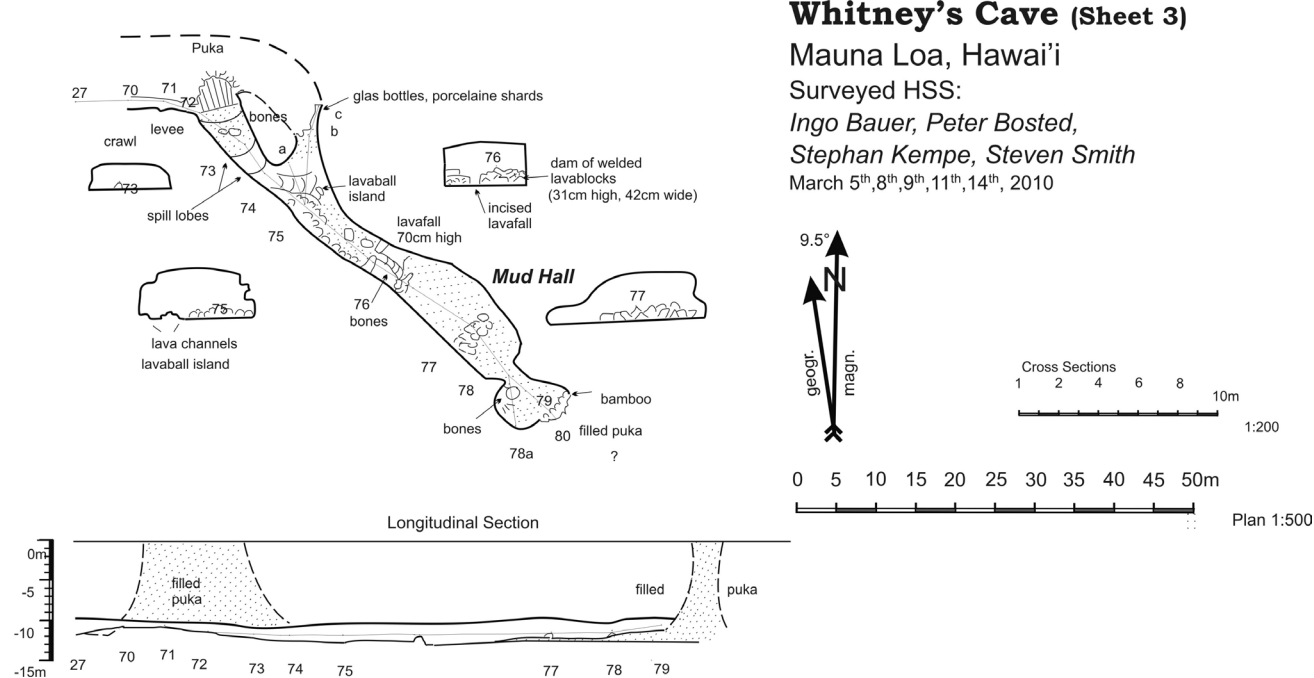 Whitney's Cave (Sheet 3)
Mauna Loa, Hawai'i
Surveyed HSS:
Ingo Bauer, Peter Bosted,
Stephan Kempe, Steven Smith
March 5th,8th,9th,11th,14th, 2010
Puka
27
70
71
72
glas bottles, porcelaine shards
bones
c
b
a
levee
crawl
73
73
spill lobes
74
75
lavaball
island
76
dam of welded
lavablocks
(31cm high, 42cm wide)
incised
lavafall
lavafall
70cm high
Mud Hall
75
lava channels
lavaball island
76
bones
77
77
78
79
bamboo
bones
80
filled puka
78a
?
9.5°
N
geogr.
magn.
Cross Sections
1 2 4 6 8
10m
1:200
0 5 10 15 20 25 30 35 40 45 50m
Plan 1:500
Longitudinal Section
0m
-5
-10
-15m
filled
puka
filled
puka
27 70 71 72 73 74 75 77 78 79